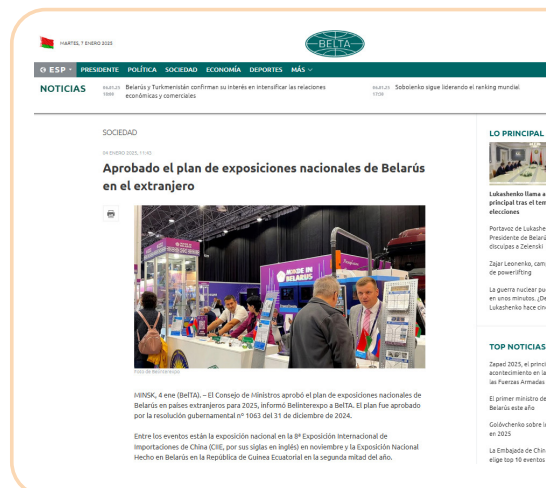 MARTES, 7 ENERO 2025
BELTA
ESP
PRESIDENTE POLÍTICA SOCIEDAD ECONOMÍA DEPORTES MÁS
NOTICIAS
Belarús y Turkmenistán confirman su interés en intensificar las relaciones
económicas y comerciales
Sobolenko sigue liderando el ranking mundial
SOCIEDAD
04 ENERO 2025, 11:43
Aprobado el plan de exposiciones nacionales de Belarús
en el extranjero
MADE IN
BELARUS
Foto de Belinterexpo
MINSK, 4 ene (BelTA). – El Consejo de Ministros aprobó el plan de exposiciones nacionales de
Belarús en países extranjeros para 2025, informó Belinterexpo a BelTA. El plan fue aprobado
por la resolución gubernamental nº 1063 del 31 de diciembre de 2024.
Entre los eventos están la exposición nacional en la 8ª Exposición Internacional de
Importaciones de China (CIIE, por sus siglas en inglés) en noviembre y la Exposición Nacional
Hecho en Belarús en la República de Guinea Ecuatorial en la segunda mitad del año.
LO PRINCIPAL
Lukashenko llama a
principal tras el tem
elecciones
Portavoz de Lukashe
Presidente de Belarú
disculpas a Zelenski
Zajar Leonenko, cam
de powerlifting
La guerra nuclear pu
en unos minutos. ¿De
Lukashenko hace cin
TOP NOTICIAS
Zapad 2025, el princi
acontecimiento en la
las Fuerzas Armadas
El primer ministro de
Belarús este año
Golóvchenko sobre l
en 2025
La Embajada de Chin
elige top 10 eventos